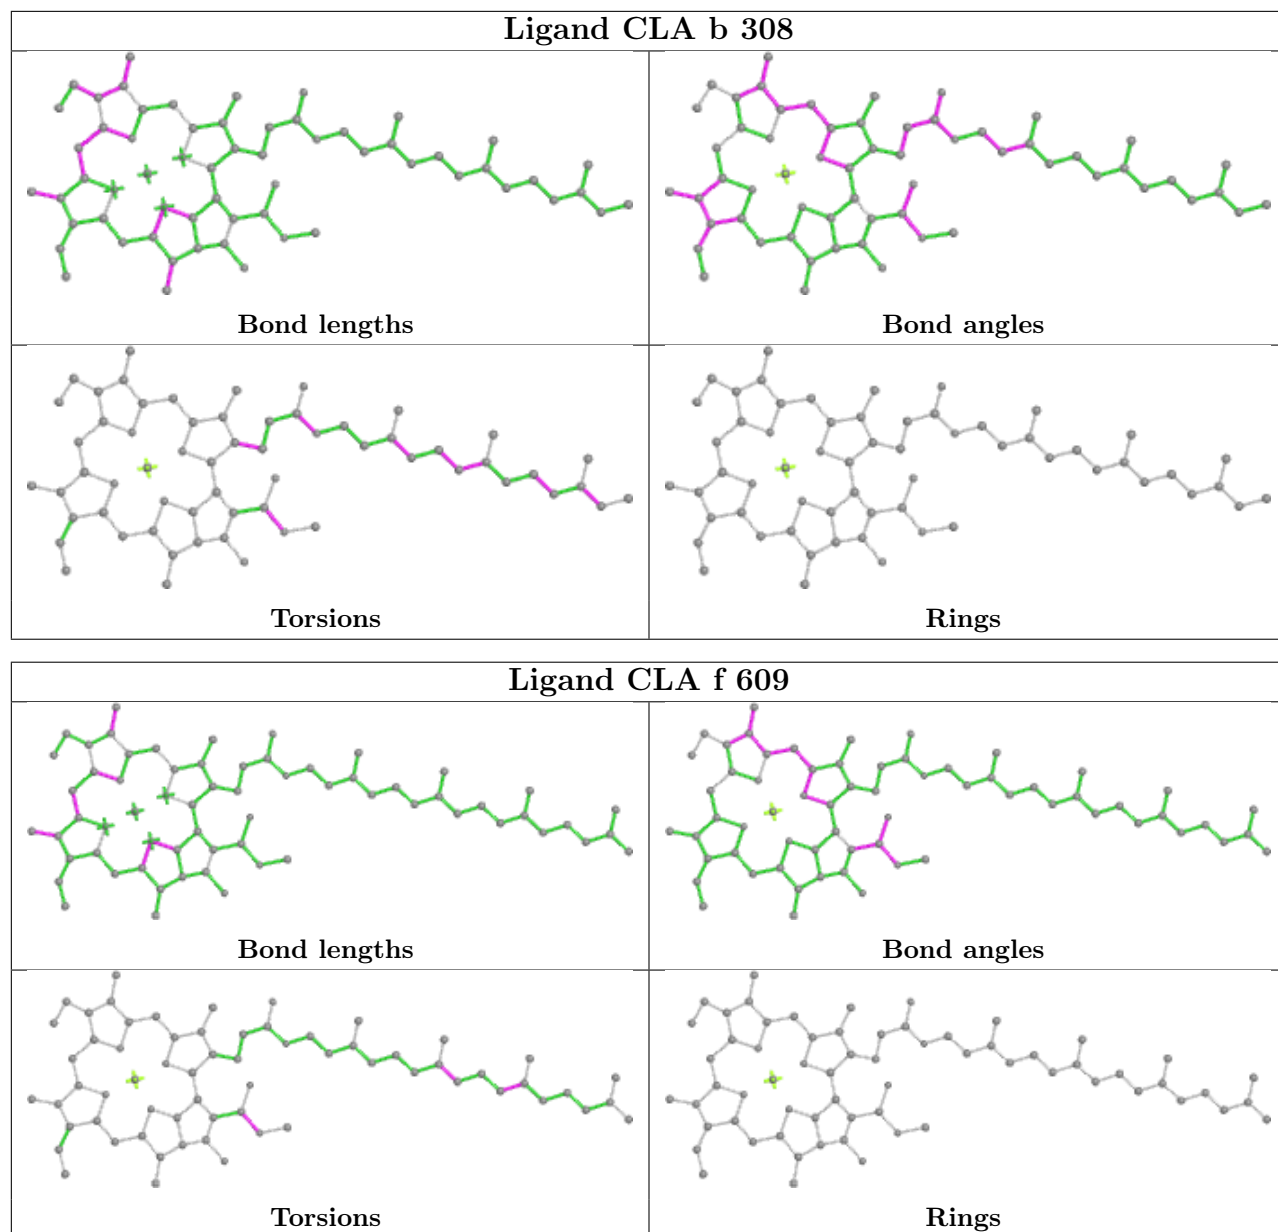 Ligand CLA b 308
Bond lengths
Bond angles
Torsions
Rings
Ligand CLA f 609
Bond lengths
Bond angles
Torsions
Rings